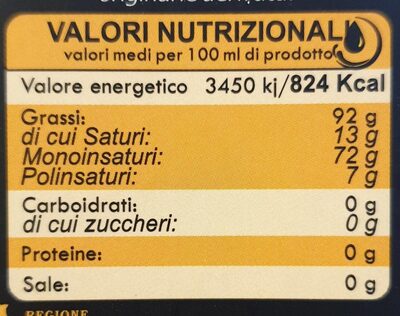 VALORI NUTRIZIONALI
valori medi per 100 ml di prodotto
Valore energetico 3450 kj/824 Kcal
Grassi: 92 g
di cui Saturi: 13 g
Monoinsaturi: 72 g
Polinsaturi: 7 g
Carboidrati: 0 g
di cui zuccheri: 0 g
Proteine: 0 g
Sale: 0 g
REGIONE